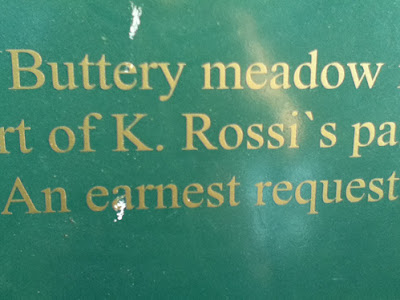 Buttery meadow
rt of K. Rossi`s pa
An earnest request